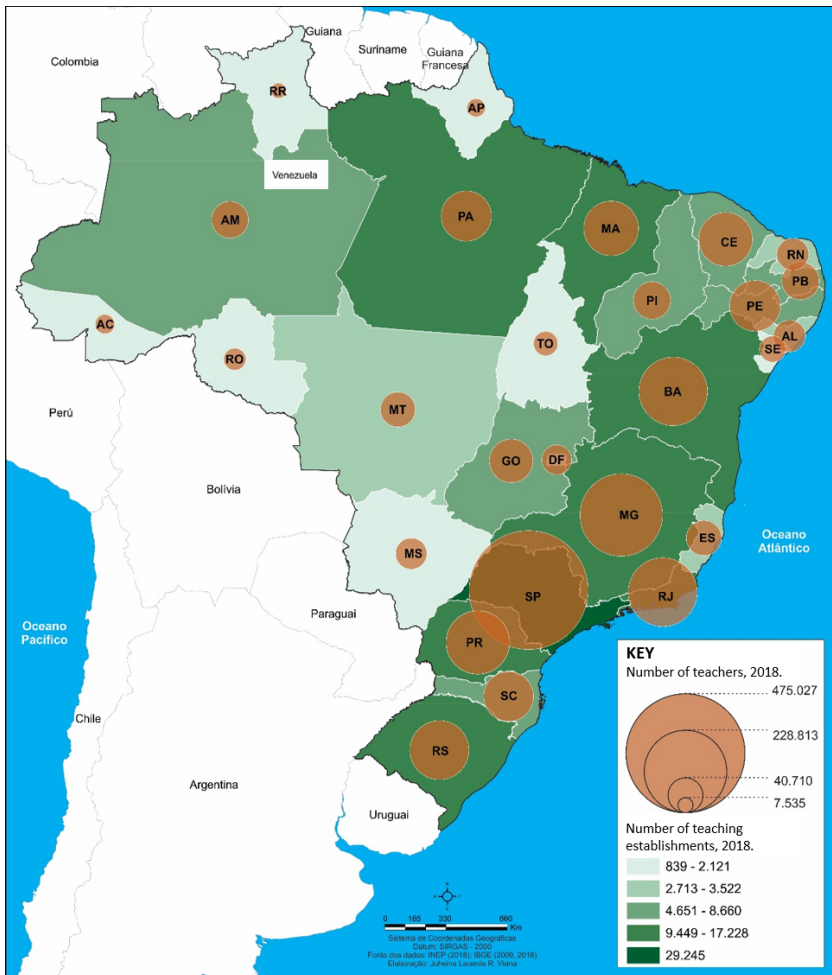 Guiana
Suriname
Guiana
Francesa
Colombia
RR
AP
Venezuela
AM
PA
MA
CE
RN
PB
PI
PE
AL
SE
AC
RO
TO
BA
MT
Perú
GO
DF
Bolívia
MG
MS
ES
Oceano
Atlântico
SP
RJ
Paraguai
Oceano
Pacífico
PR
SC
Chile
RS
Argentina
Uruguai
KEY
Number of teachers, 2018.
475.027
228.813
40.710
7.535
Number of teaching
establishments, 2018.
839 - 2.121
2.713 - 3.522
4.651 - 8.660
9.449 - 17.228
29.245
0 165 330 660
Km
Sistema de Coordenadas Geográficas
Datum: SIRGAS - 2000
Fonte dos dados: INEP (2018); IBGE (2009, 2018)
Elaboração: Juheina Lacerda R. Viana